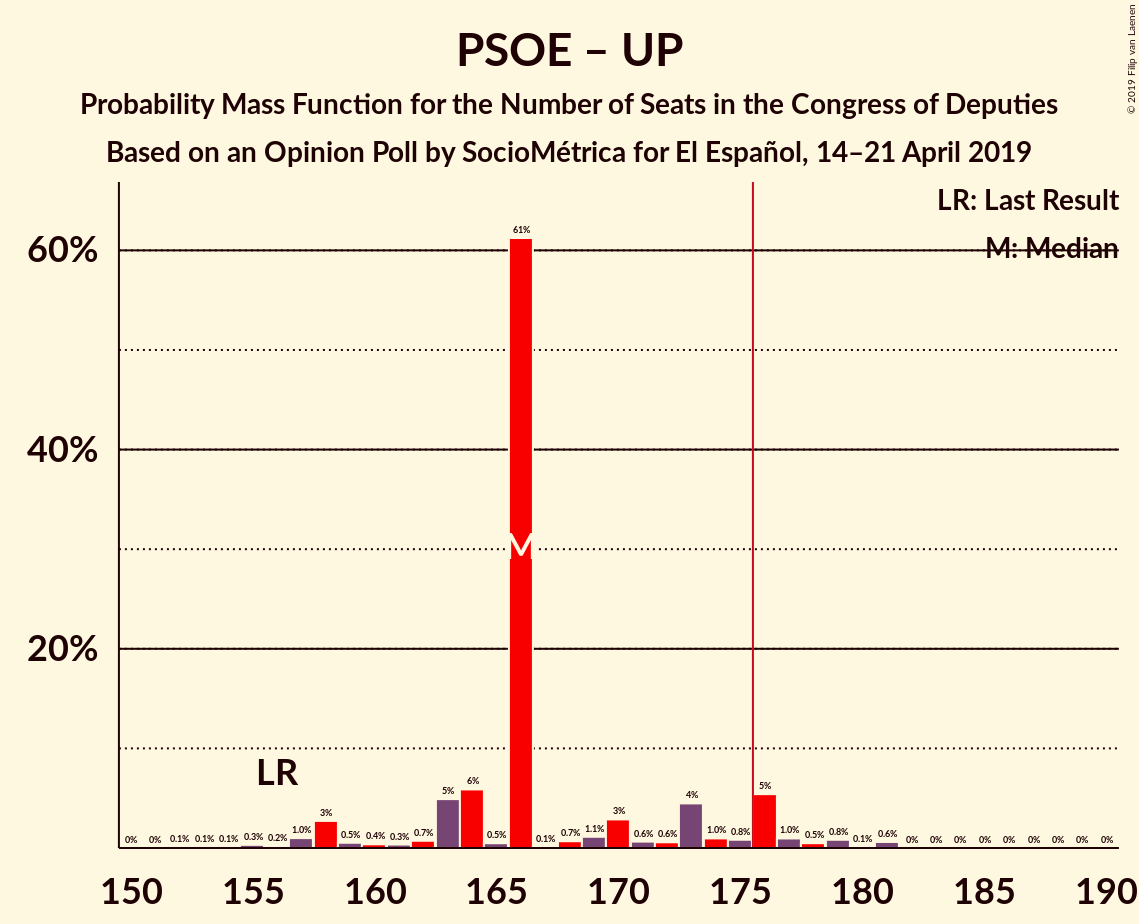 PSOE – UP
Probability Mass Function for the Number of Seats in the Congress of Deputies
Based on an Opinion Poll by SocioMétrica for El Español, 14–21 April 2019
© 2019 Filip van Laenen
LR: Last Result
M: Median
60%
40%
20%
61%
M
LR
0% 0% 0.1% 0.1% 0.1% 0.3% 0.2% 1.0% 3% 0.5% 0.4% 0.3% 0.7% 5% 6% 0.5% 0.1% 0.7% 1.1% 3% 0.6% 0.6% 4% 1.0% 0.8% 5% 1.0% 0.5% 0.8% 0.1% 0.6% 0% 0% 0% 0% 0% 0% 0% 0% 0%
150 155 160 165 170 175 180 185 190